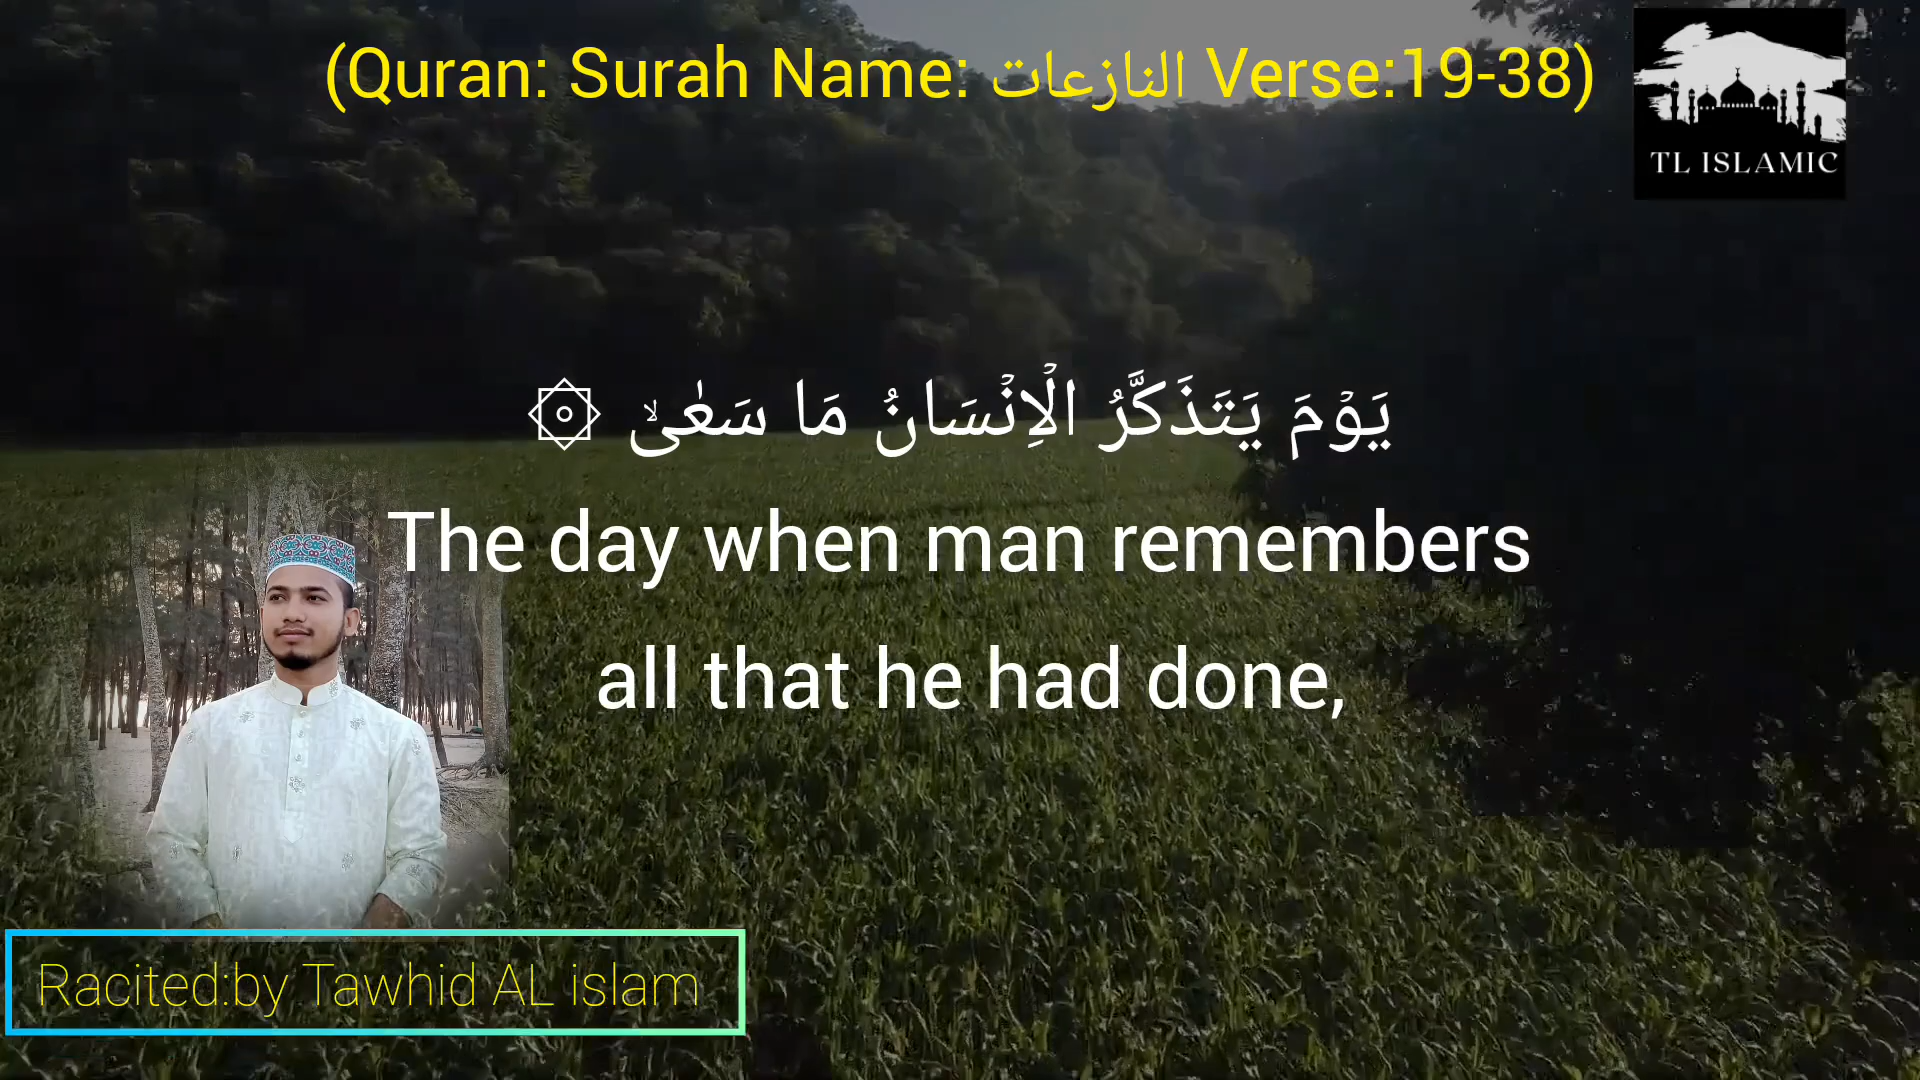 (Quran: Surah Name: النازعات Verse:19-38)
TL ISLAMIC
يَوْمَ يَتَذَكَّرُ الْاِنْسَانُ مَا سَعٰىۙ ۞
The day when man remembers
all that he had done,
Racited:by Tawhid AL islam